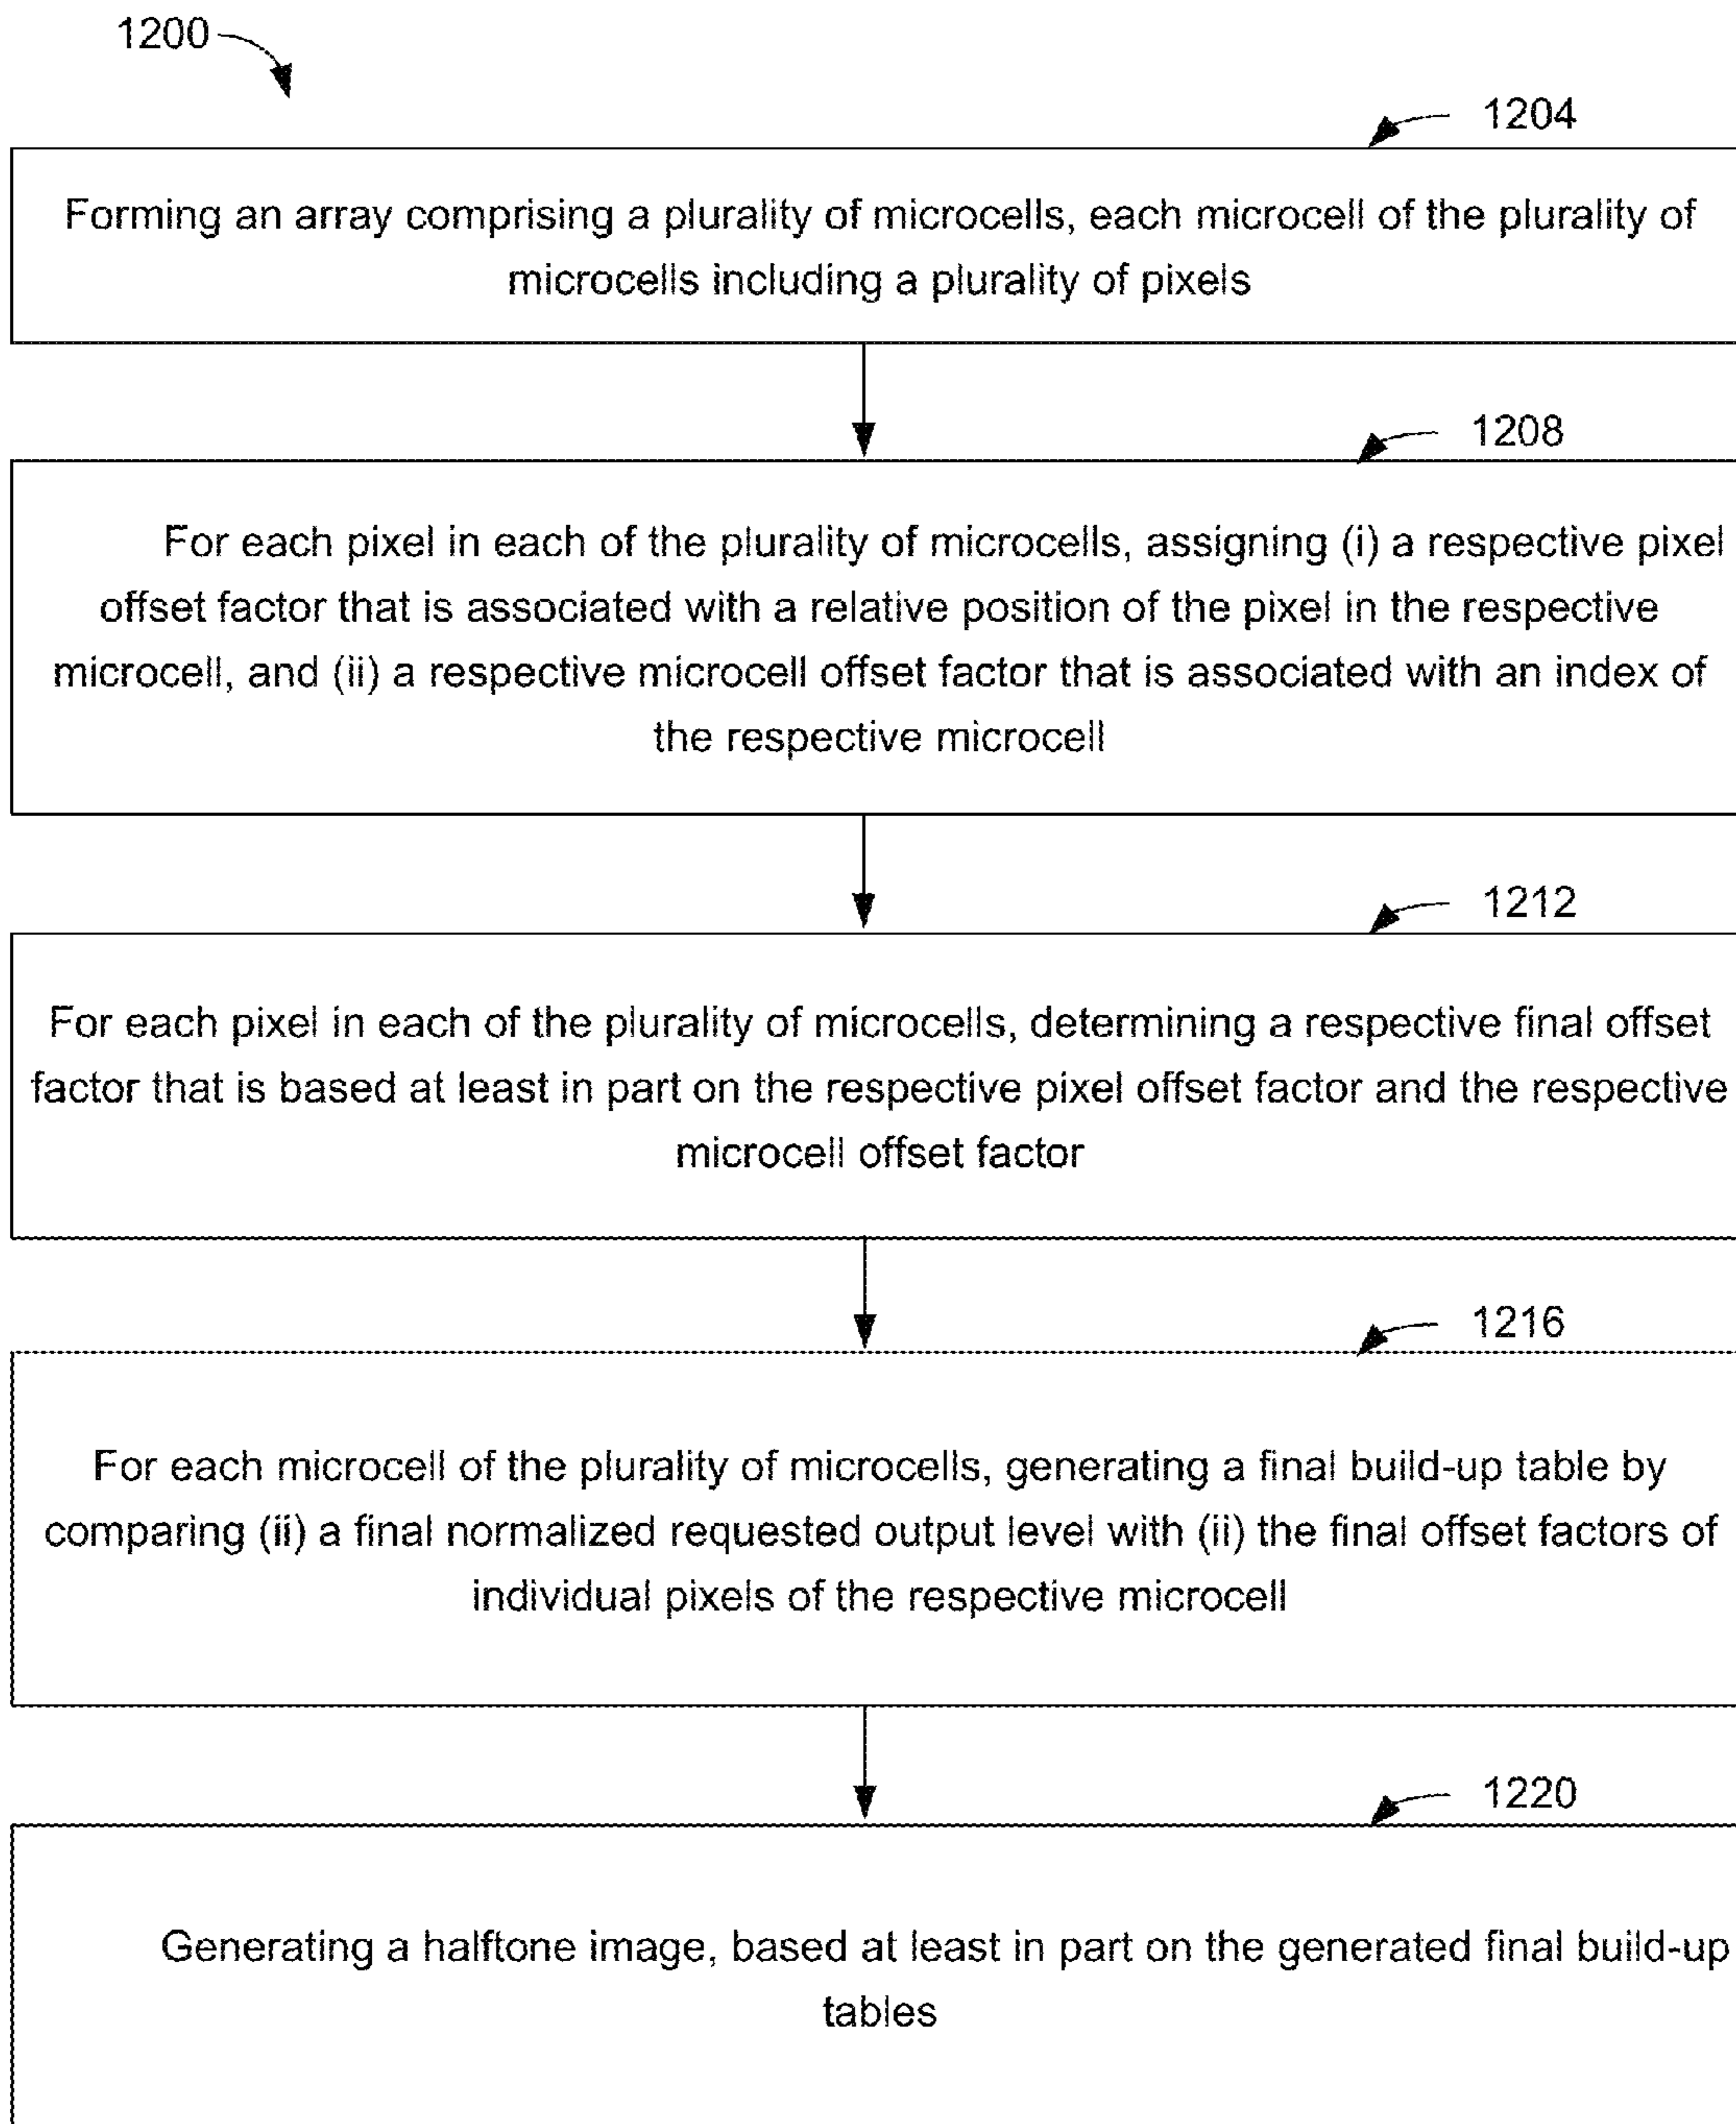 1200
1204
Forming an array comprising a plurality of microcells, each microcell of the plurality of
microcells including a plurality of pixels
1208
For each pixel in each of the plurality of microcells, assigning (i) a respective pixel
offset factor that is associated with a relative position of the pixel in the respective
microcell, and (ii) a respective microcell offset factor that is associated with an index of
the respective microcell
1212
For each pixel in each of the plurality of microcells, determining a respective final offset
factor that is based at least in part on the respective pixel offset factor and the respective
microcell offset factor
1216
For each microcell of the plurality of microcells, generating a final build-up table by
comparing (ii) a final normalized requested output level with (ii) the final offset factors of
individual pixels of the respective microcell
1220
Generating a halftone image, based at least in part on the generated final build-up
tables